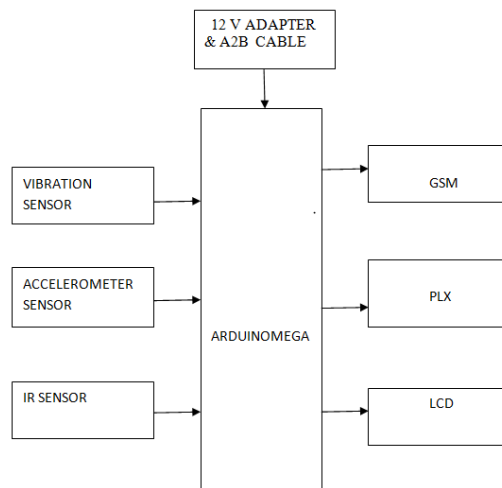 12 V ADAPTER
& A2B CABLE
VIBRATION
SENSOR
GSM
ACCELEROMETER
SENSOR
PLX
ARDUINOMEGA
IR SENSOR
LCD